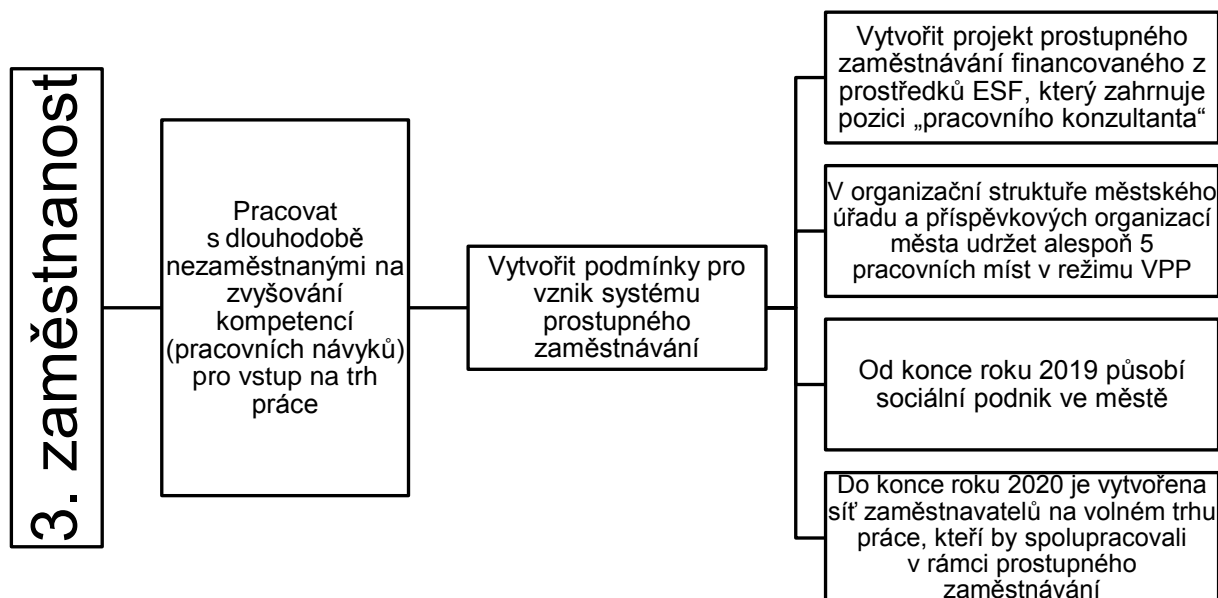 3. zaměstnanost
Pracovat
s dlouhodobě
nezaměstnanými na
zvyšování
kompetencí
(pracovních návyků)
pro vstup na trh
práce
Vytvořit podmínky pro
vznik systému
prostupného
zaměstnávání
Vytvořit projekt prostupného
zaměstnávání financovaného z
prostředků ESF, který zahrnuje
pozici „pracovního konzultanta“
V organizační struktuře městského
úřadu a příspěvkových organizací
města udržet alespoň 5
pracovních míst v režimu VPP
Od konce roku 2019 působí
sociální podnik ve městě
Do konce roku 2020 je vytvořena
síť zaměstnavatelů na volném trhu
práce, kteří by spolupracovali
v rámci prostupného
zaměstnávání